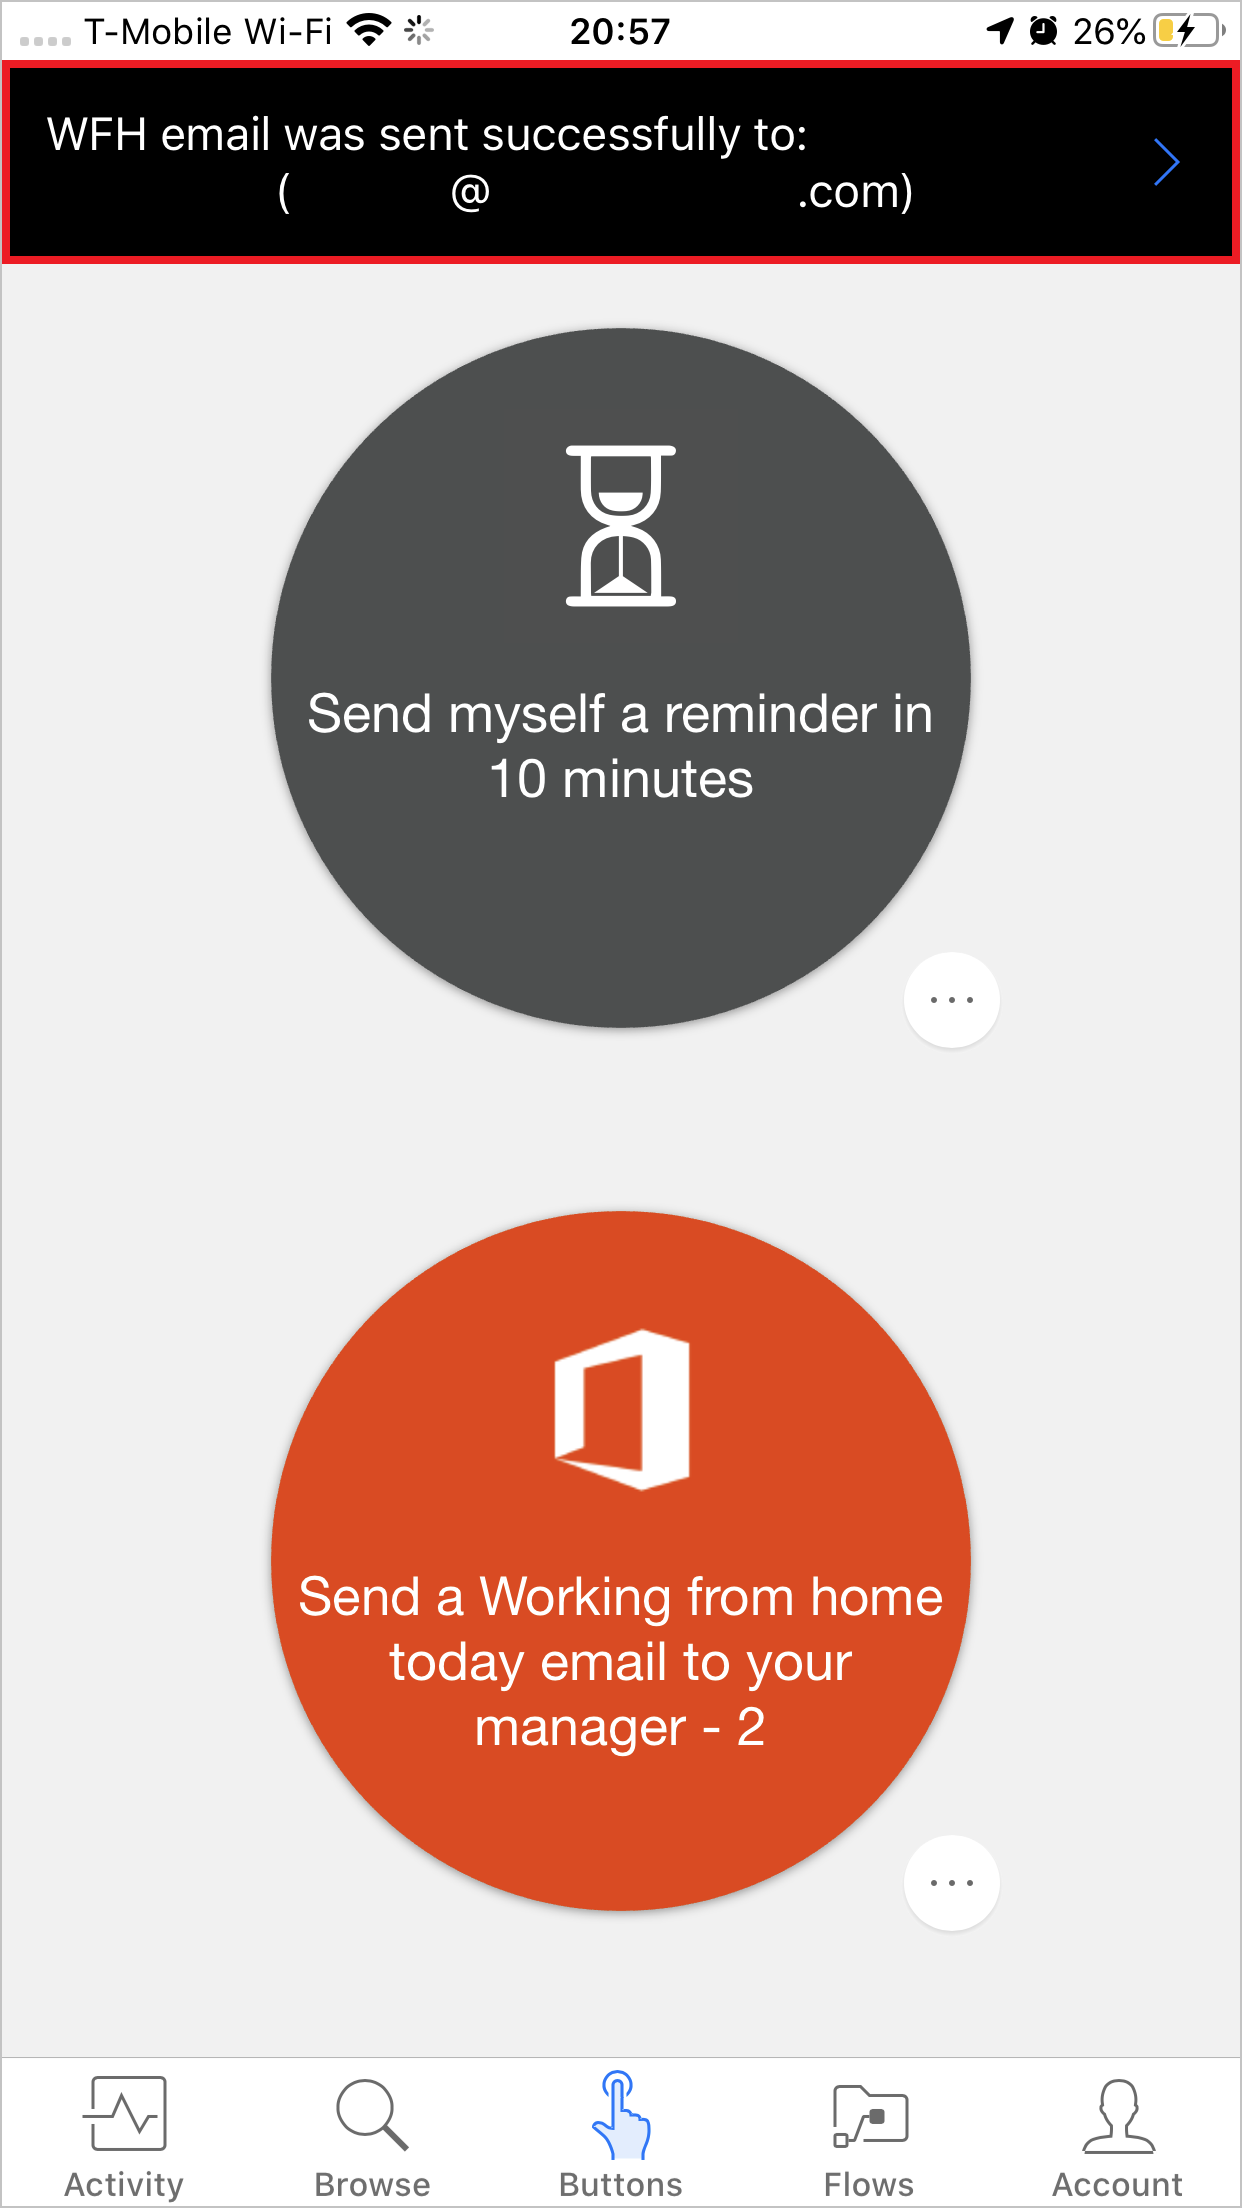 T-Mobile Wi-Fi 20:57 26%
WFH email was sent successfully to:
( @ .com)
Send myself a reminder in
10 minutes
Send a Working from home
today email to your
manager - 2
Activity Browse Buttons Flows Account